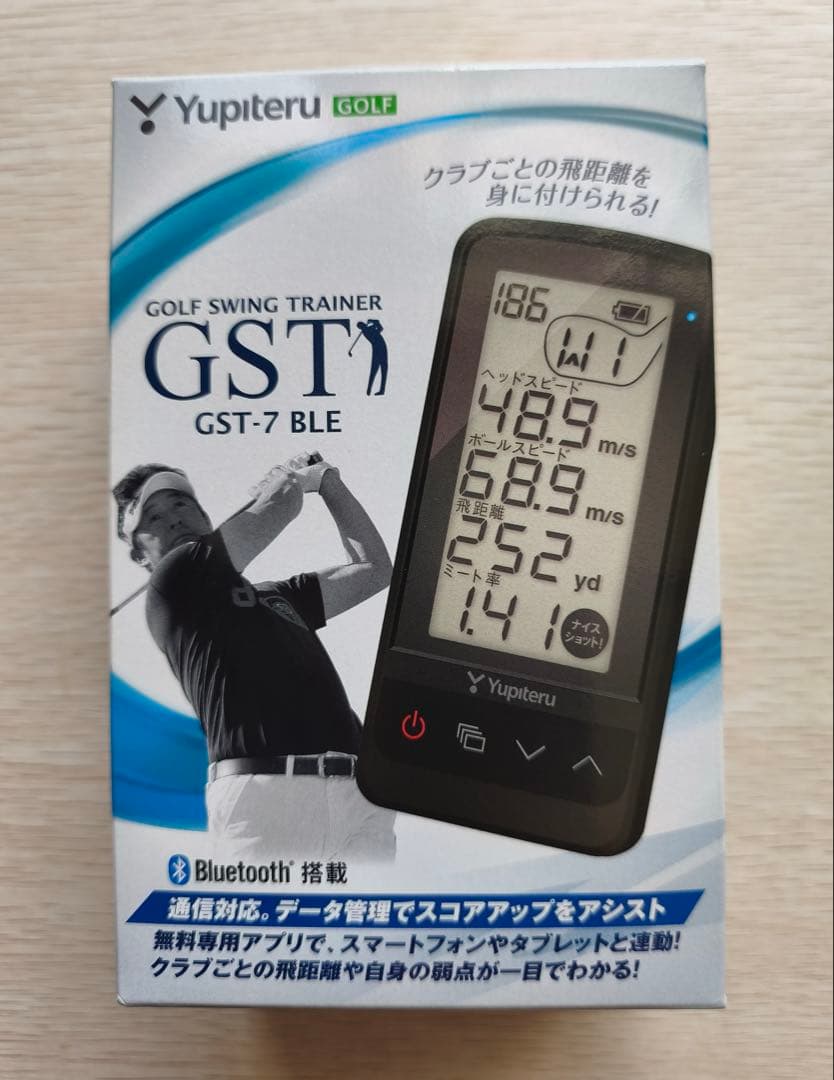 Yupiteru GOLF
クラブごとの飛距離を
身に付けられる!
GOLF SWING TRAINER
GST
GST-7 BLE
186
W1
ヘッドスピード
48.9 m/s
ボールスピード
68.9 m/s
飛距離
252 yd
ミート率
1.41 ナイス
ショット!
Yupiteru
Bluetooth® 搭載
通信対応。データ管理でスコアアップをアシスト
無料専用アプリで、スマートフォンやタブレットと連動!
クラブごとの飛距離や自身の弱点が一目でわかる!